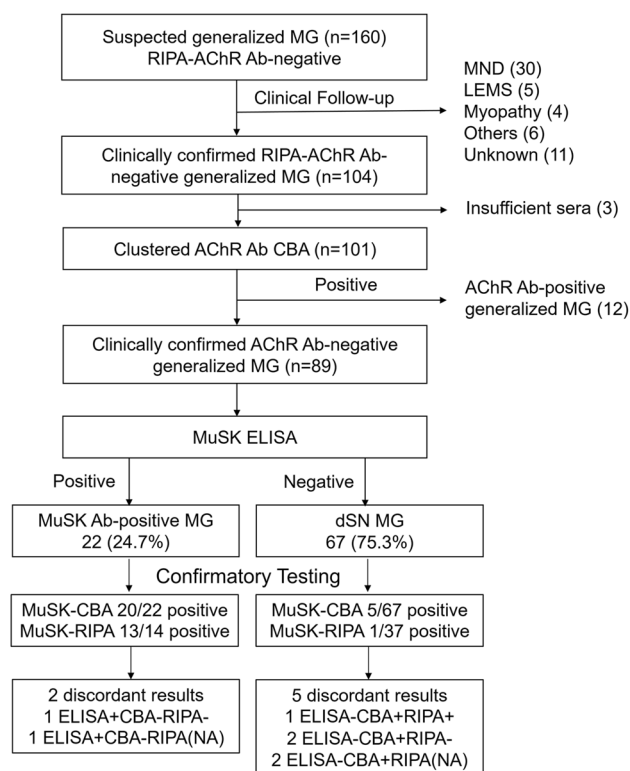 Suspected generalized MG (n=160)
RIPA-AChR Ab-negative
Clinical Follow-up
MND (30)
LEMS (5)
Myopathy (4)
Others (6)
Unknown (11)
Clinically confirmed RIPA-AChR Ab-
negative generalized MG (n=104)
Insufficient sera (3)
Clustered AChR Ab CBA (n=101)
Positive
AChR Ab-positive
generalized MG (12)
Clinically confirmed AChR Ab-negative
generalized MG (n=89)
MuSK ELISA
Positive
Negative
MuSK Ab-positive MG
22 (24.7%)
dSN MG
67 (75.3%)
Confirmatory Testing
MuSK-CBA 20/22 positive
MuSK-RIPA 13/14 positive
MuSK-CBA 5/67 positive
MuSK-RIPA 1/37 positive
2 discordant results
1 ELISA+CBA-RIPA-
1 ELISA+CBA-RIPA(NA)
5 discordant results
1 ELISA-CBA+RIPA+
2 ELISA-CBA+RIPA-
2 ELISA-CBA+RIPA(NA)